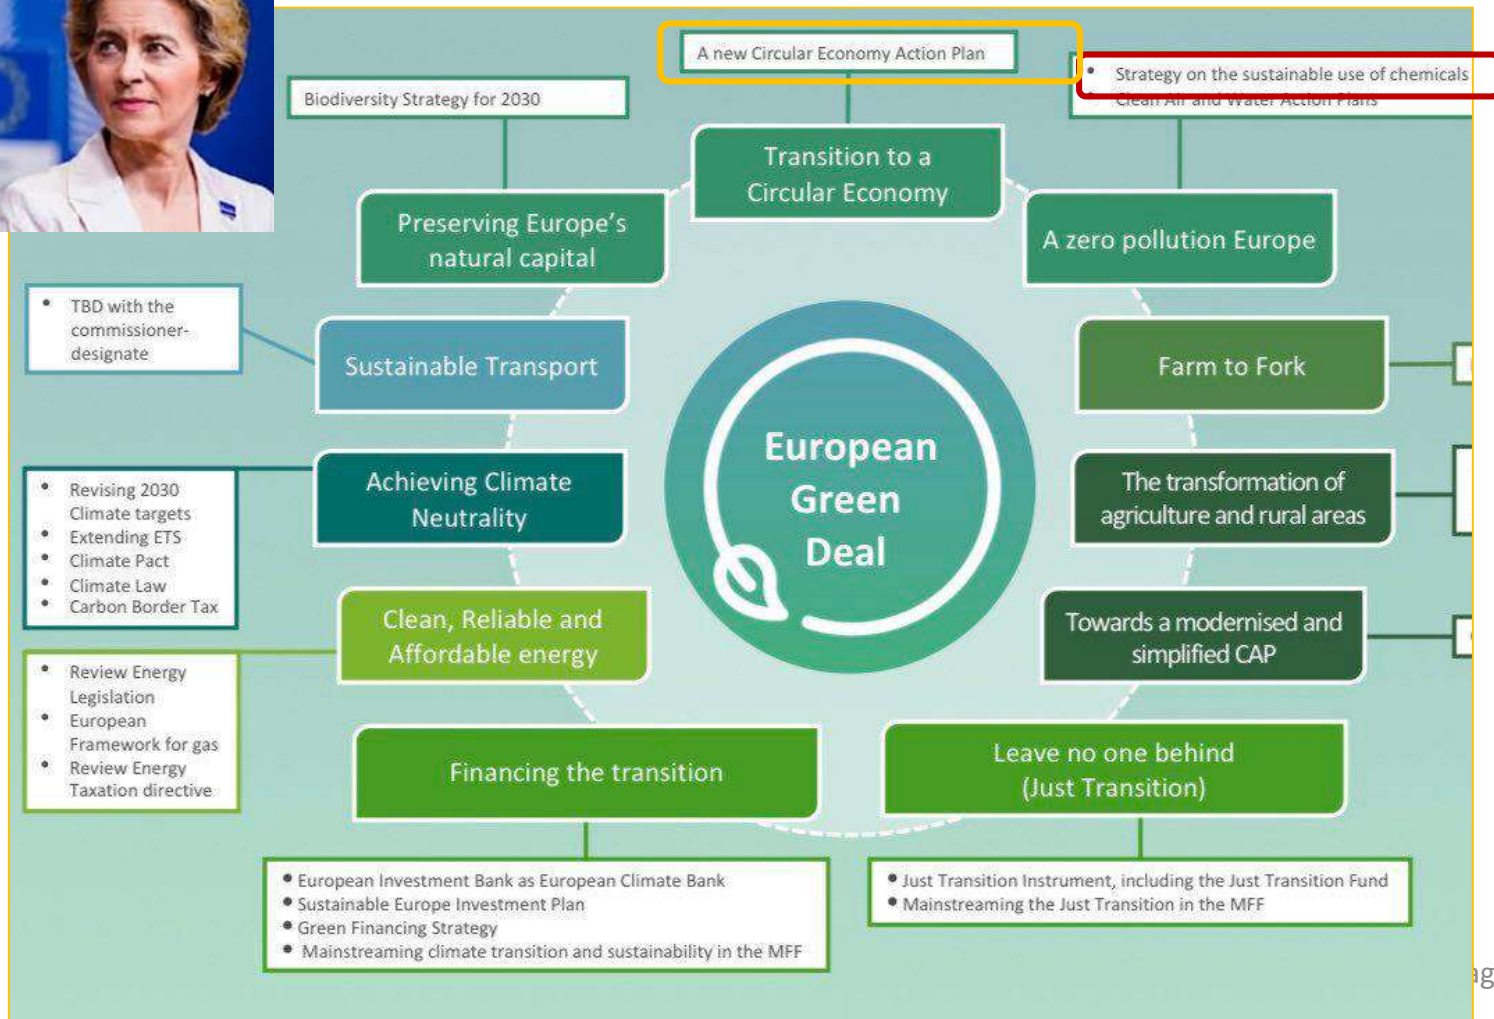 A new Circular Economy Action Plan
• Strategy on the sustainable use of chemicals
• Clean Air and Water Action Plans
Biodiversity Strategy for 2030
Transition to a
Circular Economy
Preserving Europe's
natural capital
A zero pollution Europe
• TBD with the
commissioner-
designate
Sustainable Transport
Farm to Fork
European
Green
Deal
Achieving Climate
Neutrality
The transformation of
agriculture and rural areas
• Revising 2030
Climate targets
• Extending ETS
• Climate Pact
• Climate Law
• Carbon Border Tax
Clean, Reliable and
Affordable energy
Towards a modernised and
simplified CAP
• Review Energy
Legislation
• European
Framework for gas
• Review Energy
Taxation directive
Financing the transition
Leave no one behind
(Just Transition)
• European Investment Bank as European Climate Bank
• Sustainable Europe Investment Plan
• Green Financing Strategy
• Mainstreaming climate transition and sustainability in the MFF
• Just Transition Instrument, including the Just Transition Fund
• Mainstreaming the Just Transition in the MFF